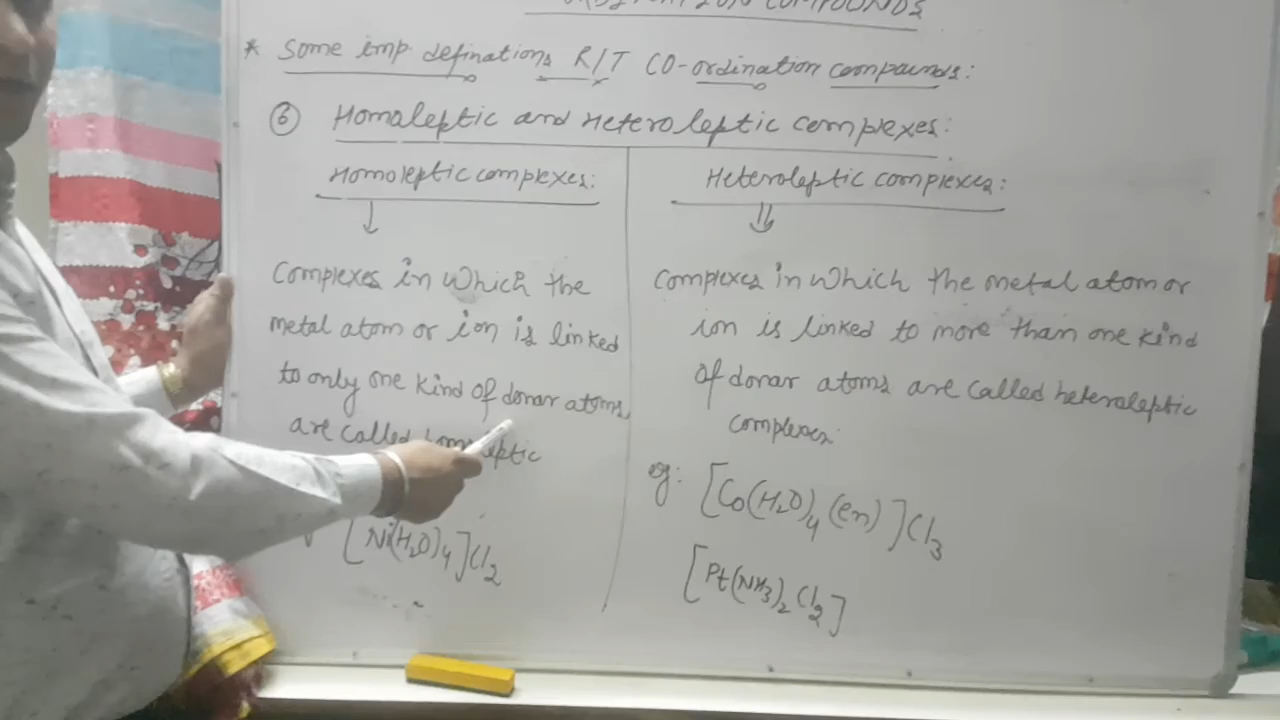 CO-ORDINATION COMPOUNDS
* Some imp definations R/T CO-ordination compounds:
6 Homoleptic and Heteroleptic complexes:
Homoleptic complexes:
Complexes in which the
metal atom or ion is linked
to only one kind of donar atoms,
are called
[Ni(H2O)4]Cl2
Heteroleptic complexes:
Complexes in which the metal atom or
ion is linked to more than one kind
of donar atoms are called heteroleptic
complexes.
eg: [Co(H2O)4(en)]Cl3
[Pt(NH3)2Cl2]